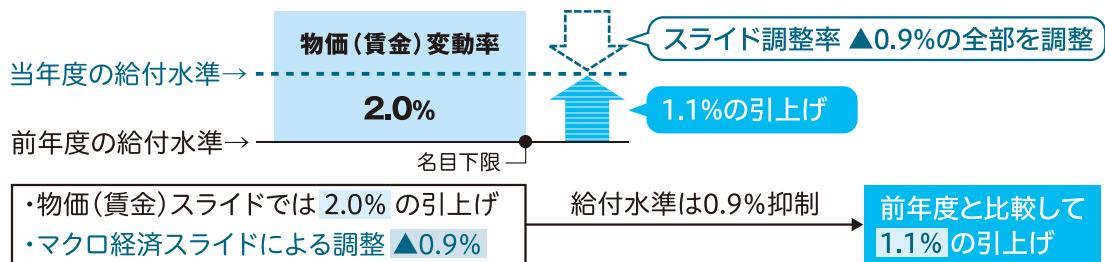 物価（賃金）変動率
スライド調整率 ▲0.9%の全部を調整
当年度の給付水準→
2.0%
1.1%の引上げ
前年度の給付水準→
名目下限
・物価（賃金）スライドでは 2.0% の引上げ
・マクロ経済スライドによる調整 ▲0.9%
給付水準は0.9%抑制
前年度と比較して
1.1% の引上げ